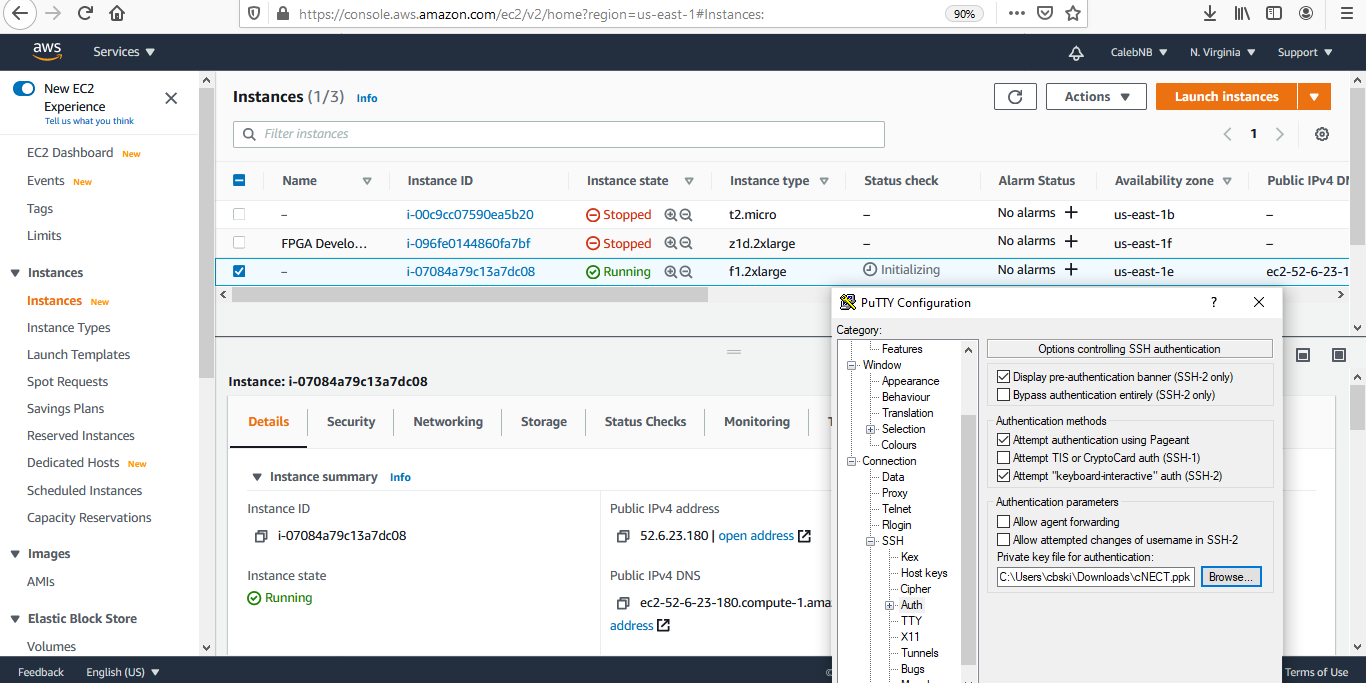 https://console.aws.amazon.com/ec2/v2/home?region=us-east-1#Instances:
90%
aws
Services
CalebNB
N. Virginia
Support
New EC2
Experience
Tell us what you think
EC2 Dashboard New
Events New
Tags
Limits
Instances
Instances New
Instance Types
Launch Templates
Spot Requests
Savings Plans
Reserved Instances
Dedicated Hosts New
Scheduled Instances
Capacity Reservations
Images
AMIs
Elastic Block Store
Volumes
Instances (1/3) Info
Actions
Launch instances
Filter instances
1
Name Instance ID Instance state Instance type Status check Alarm Status Availability zone Public IPv4 DN
– i-00c9cc07590ea5b20 Stopped t2.micro – No alarms + us-east-1b –
FPGA Develo... i-096fe0144860fa7bf Stopped z1d.2xlarge – No alarms + us-east-1f –
– i-07084a79c13a7dc08 Running f1.2xlarge Initializing No alarms + us-east-1e ec2-52-6-23-1
Instance: i-07084a79c13a7dc08
Details
Security
Networking
Storage
Status Checks
Monitoring
Instance summary Info
Instance ID
i-07084a79c13a7dc08
Instance state
Running
Public IPv4 address
52.6.23.180 | open address
Public IPv4 DNS
ec2-52-6-23-180.compute-1.ama
address
PuTTY Configuration
?
Category:
Features
Window
Appearance
Behaviour
Translation
Selection
Colours
Connection
Data
Proxy
Telnet
Rlogin
SSH
Kex
Host keys
Cipher
Auth
TTY
X11
Tunnels
Bugs
Options controlling SSH authentication
Display pre-authentication banner (SSH-2 only)
Bypass authentication entirely (SSH-2 only)
Authentication methods
Attempt authentication using Pageant
Attempt TIS or CryptoCard auth (SSH-1)
Attempt "keyboard-interactive" auth (SSH-2)
Authentication parameters
Allow agent forwarding
Allow attempted changes of username in SSH-2
Private key file for authentication:
C:\Users\cbski\Downloads\cNECT.ppk
Browse...
Feedback
English (US)
©
Terms of Use